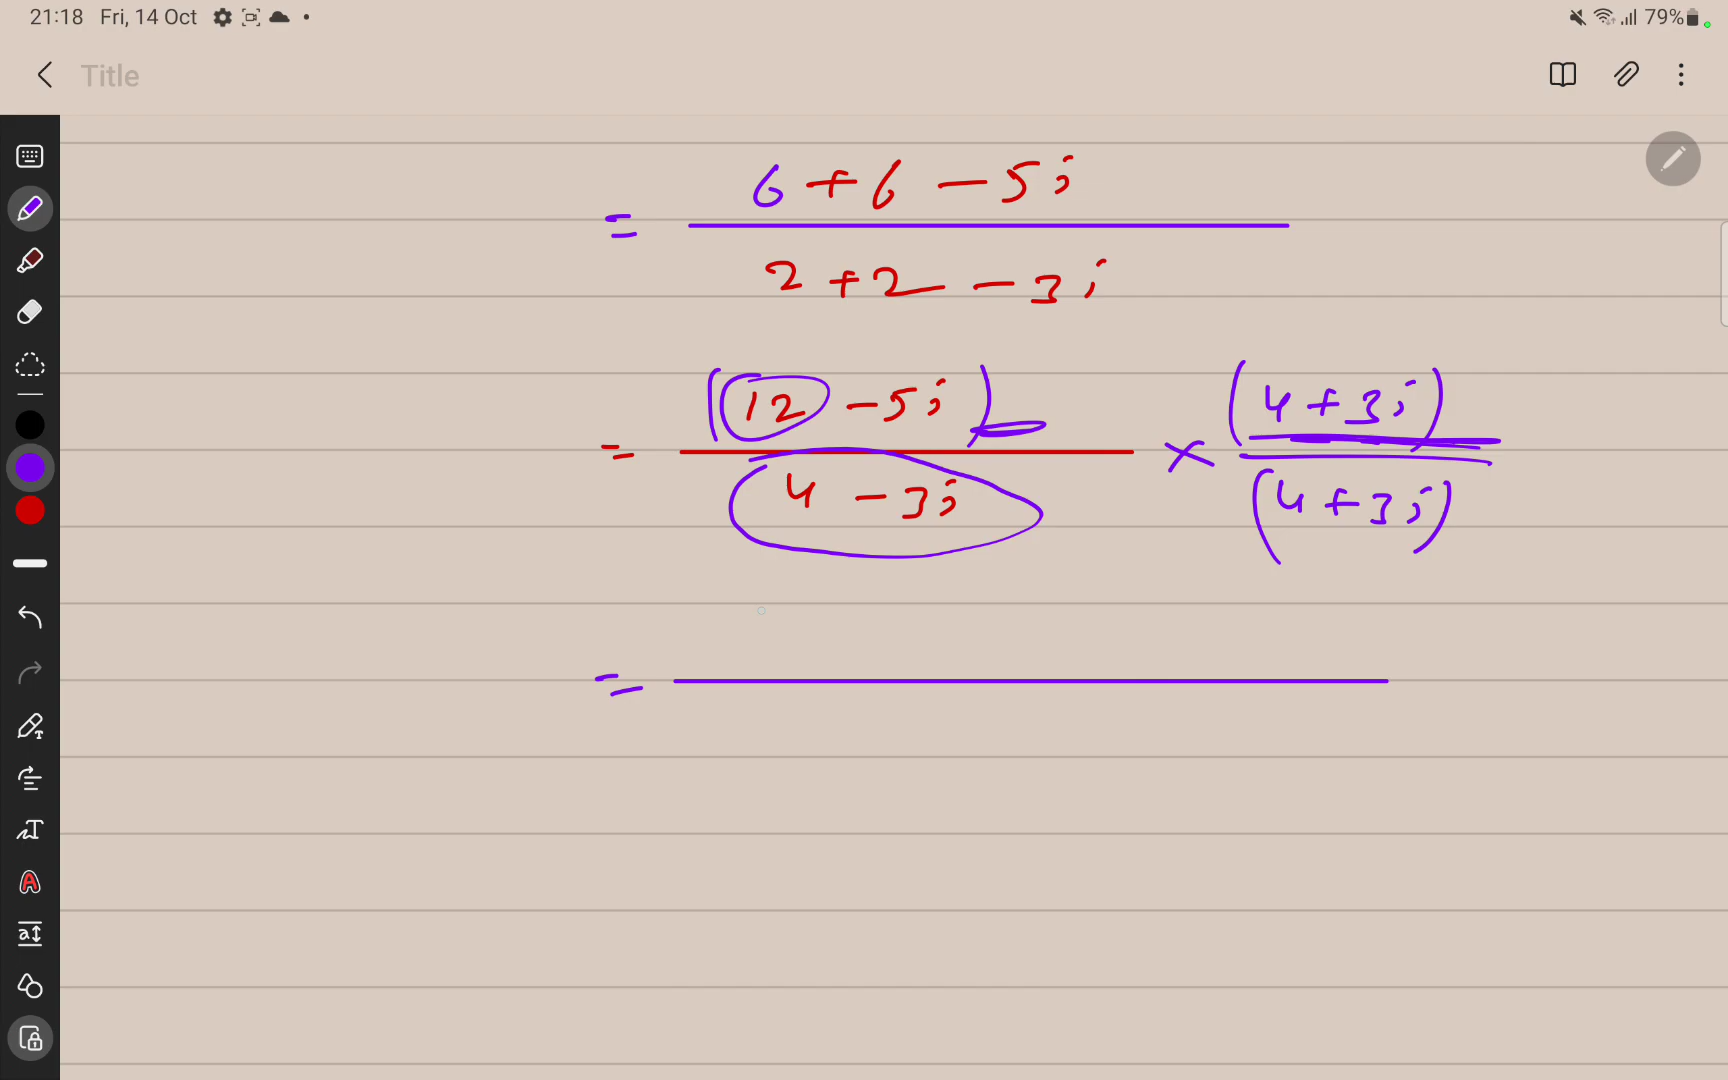 21:18 Fri, 14 Oct 79%
Title
6 + 6 - 5i
=
2 + 2 - 3i
(12 - 5i) (4 + 3i)
= ×
4 - 3i (4 + 3i)
=